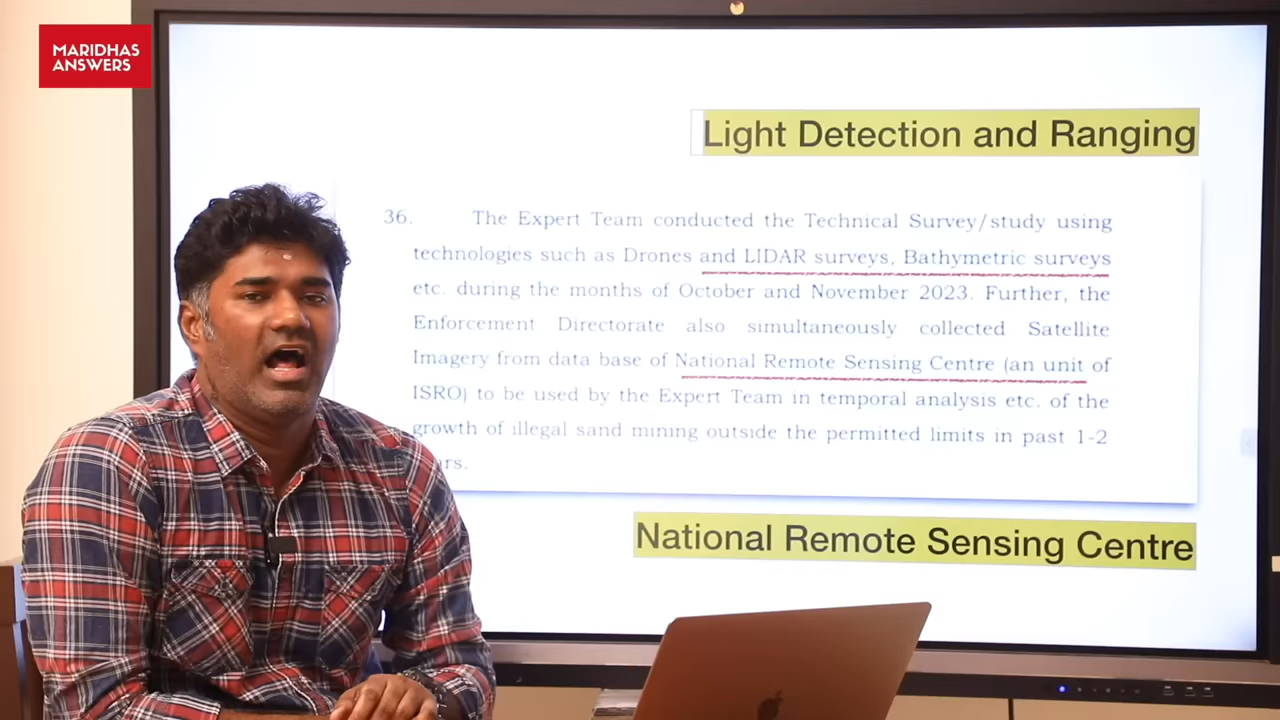 MARIDHAS
ANSWERS
Light Detection and Ranging
36. The Expert Team conducted the Technical Survey/study using
technologies such as Drones and LIDAR surveys, Bathymetric surveys
etc. during the months of October and November 2023. Further, the
Enforcement Directorate also simultaneously collected Satellite
Imagery from data base of National Remote Sensing Centre (an unit of
ISRO) to be used by the Expert Team in temporal analysis etc. of the
growth of illegal sand mining outside the permitted limits in past 1-2
National Remote Sensing Centre